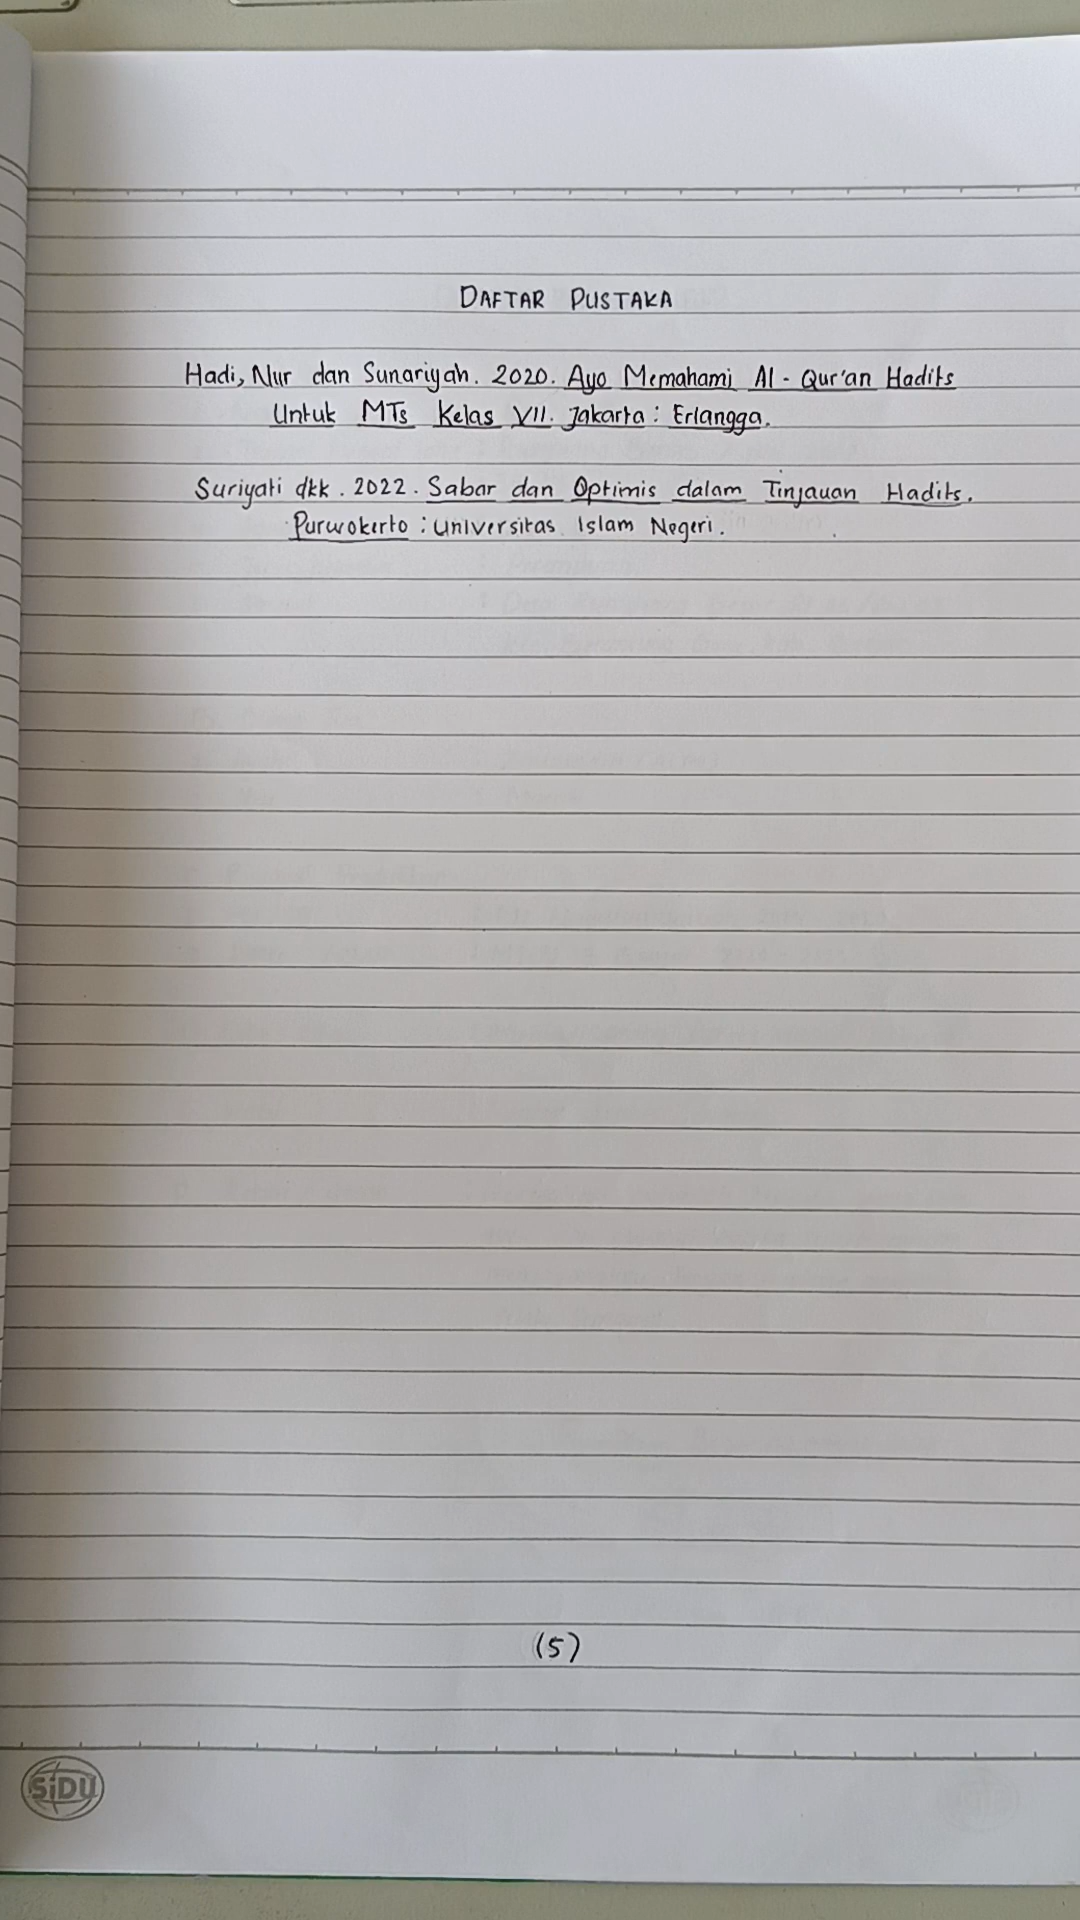 DAFTAR PUSTAKA
Hadi, Nur dan Sunariyah. 2020. Ayo Memahami Al - Qur'an Hadits
Untuk MTs Kelas VII. Jakarta : Erlangga.
Suriyati dkk. 2022. Sabar dan Optimis dalam Tinjauan Hadits.
Purwokerto : Universitas Islam Negeri.
(5)
SiDU